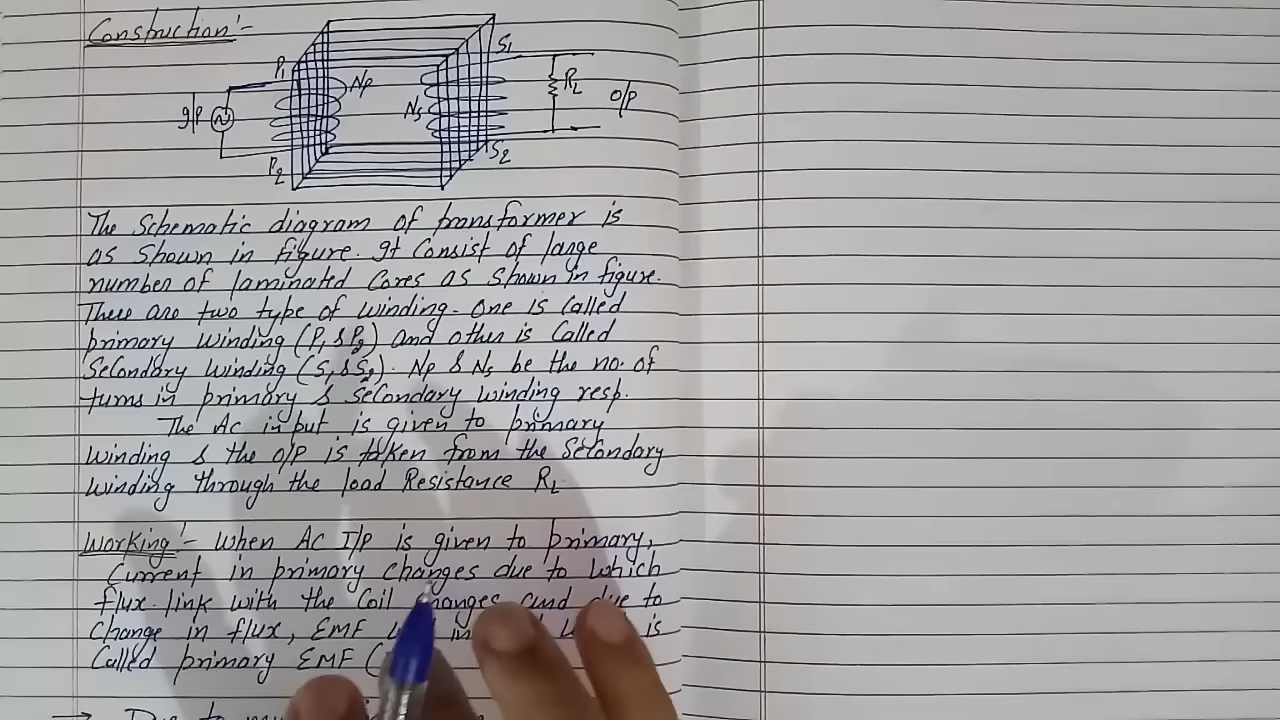 Construction:-
P1
Np
S1
RL
I/P
Ns
O/P
P2
S2
The Schematic diagram of transformer is
as shown in figure. It Consist of large
number of laminated Cores as shown in figure.
There are two type of winding. One is Called
primary winding (P1 & P2) and other is Called
Secondary winding (S1 & S2). Np & Ns be the no. of
turns in primary & Secondary winding resp.
The AC input is given to primary
winding & the O/P is taken from the Secondary
winding through the load Resistance RL
Working:- When AC I/P is given to primary,
Current in primary changes due to which
flux link with the Coil changes and due to
change in flux, EMF is
Called primary EMF (
→ Due to